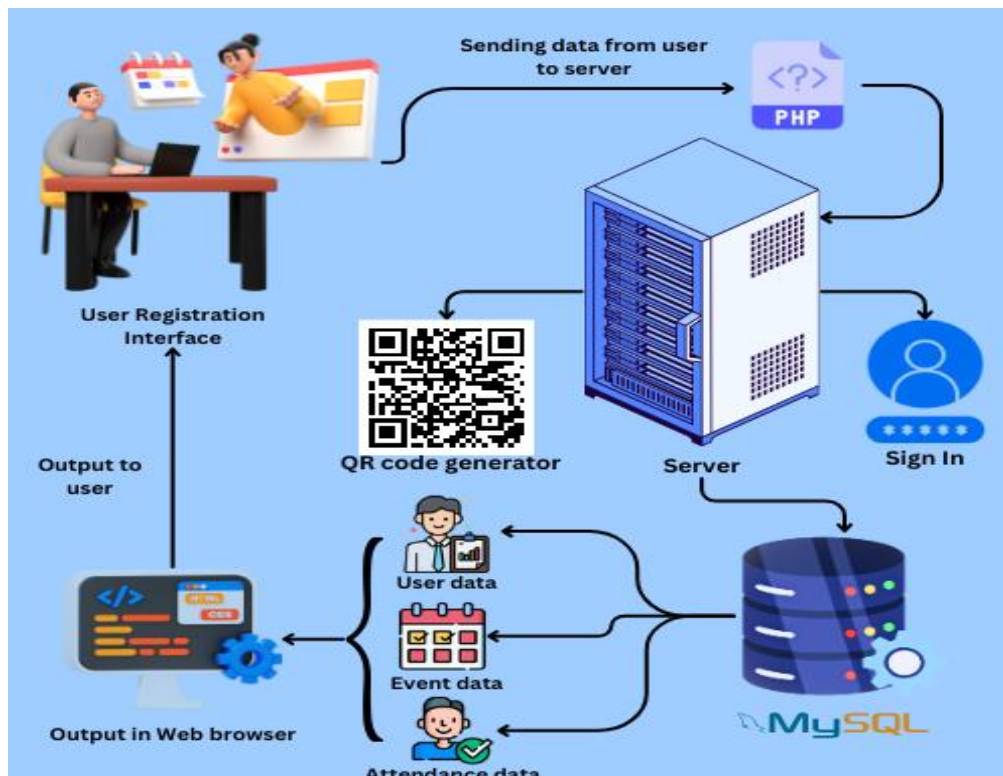 Sending data from user
to server
<?>
PHP
User Registration
Interface
QR code generator
Server
*****
Sign In
Output to
user
User data
</>
HTML
CSS
Event data
Output in Web browser
MySQL
Attendance data